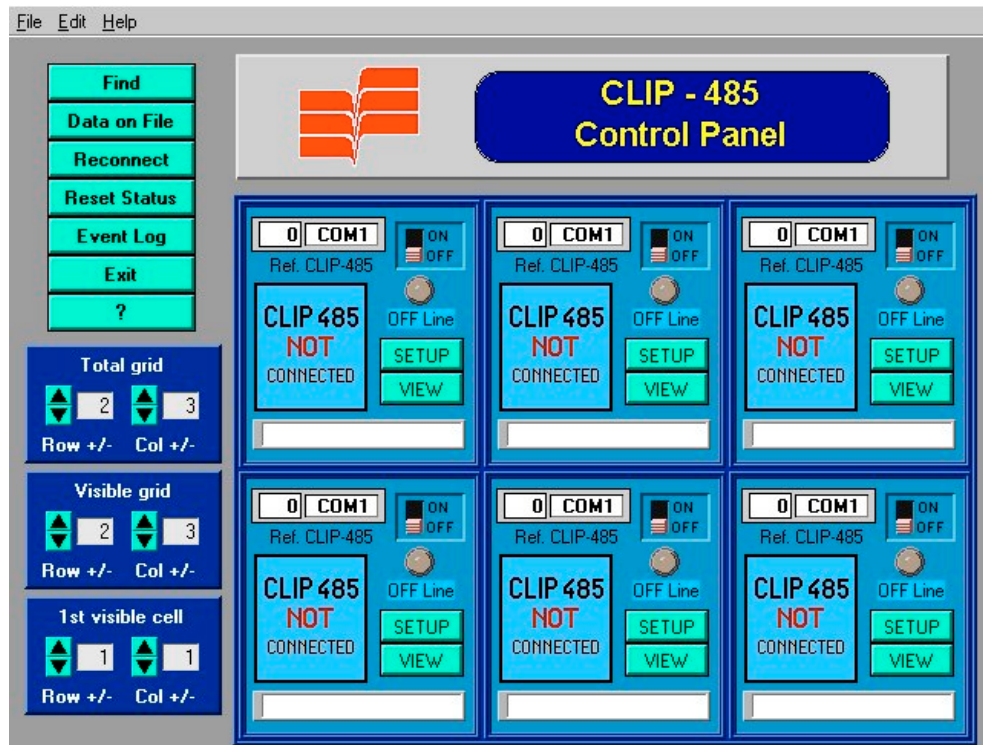 File Edit Help
Find
Data on File
Reconnect
Reset Status
Event Log
Exit
?
CLIP - 485
Control Panel
Total grid
2 3
Row +/- Col +/-
Visible grid
2 3
Row +/- Col +/-
1st visible cell
1 1
Row +/- Col +/-
0 COM1 ON
OFF
Ref. CLIP-485
CLIP 485
NOT
CONNECTED
OFF Line
SETUP
VIEW
0 COM1 ON
OFF
Ref. CLIP-485
CLIP 485
NOT
CONNECTED
OFF Line
SETUP
VIEW
0 COM1 ON
OFF
Ref. CLIP-485
CLIP 485
NOT
CONNECTED
OFF Line
SETUP
VIEW
0 COM1 ON
OFF
Ref. CLIP-485
CLIP 485
NOT
CONNECTED
OFF Line
SETUP
VIEW
0 COM1 ON
OFF
Ref. CLIP-485
CLIP 485
NOT
CONNECTED
OFF Line
SETUP
VIEW
0 COM1 ON
OFF
Ref. CLIP-485
CLIP 485
NOT
CONNECTED
OFF Line
SETUP
VIEW